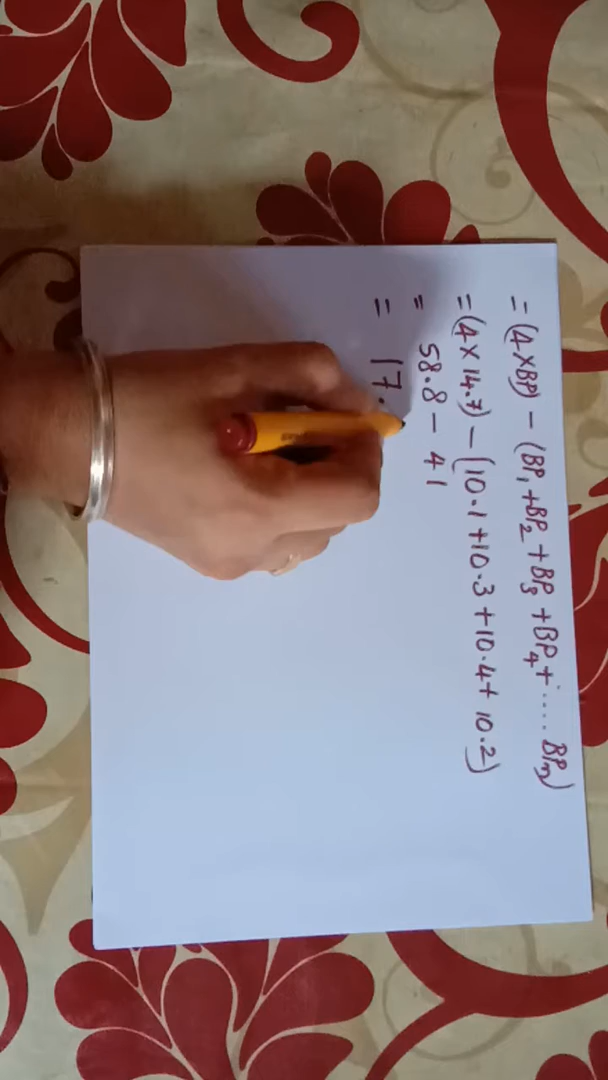 = (A×BP) - (BP1+BP2+BP3+BP4+.....BPn)
= (4×14.7) - (10.1+10.3+10.4+10.2)
= 58.8 - 41
= 17.